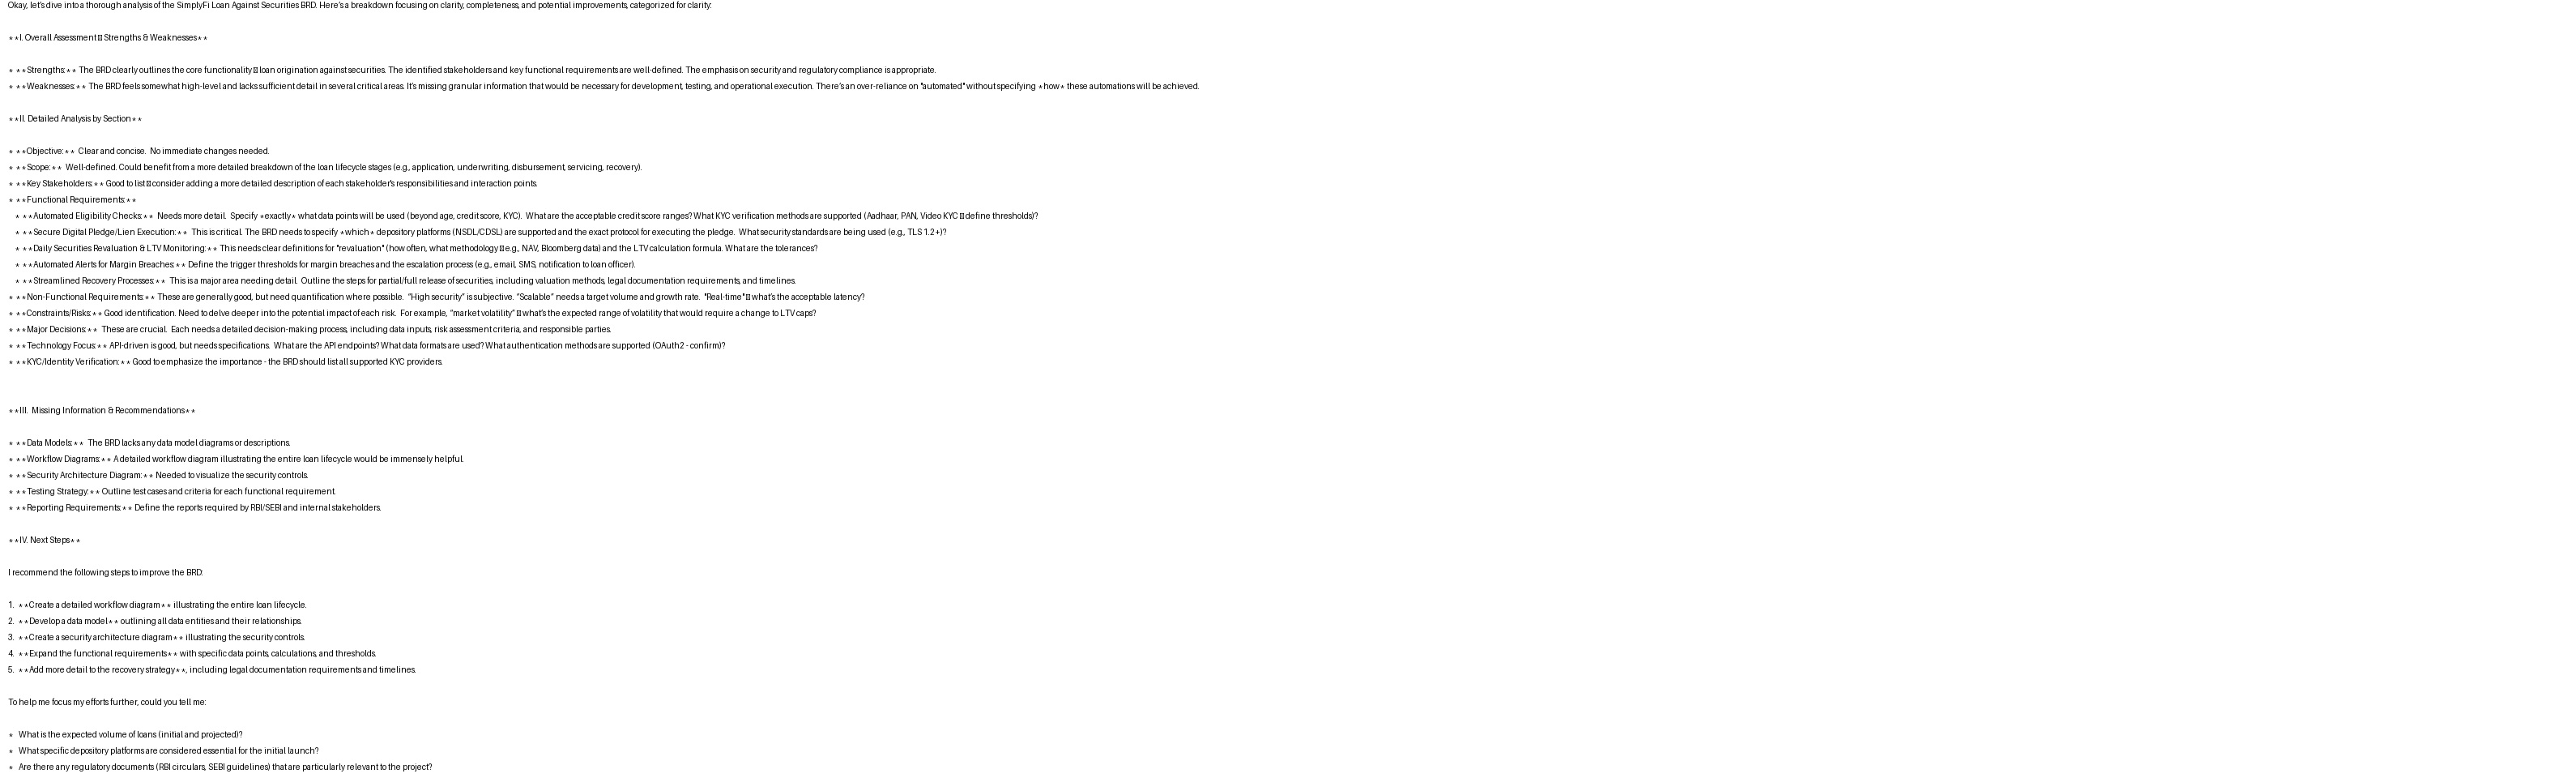 Okay, let's dive into a thorough analysis of the SimplyFi Loan Against Securities BRD. Here's a breakdown focusing on clarity, completeness, and potential improvements, categorized for clarity:
**I. Overall Assessment □ Strengths & Weaknesses**
* **Strengths:** The BRD clearly outlines the core functionality □ loan origination against securities. The identified stakeholders and key functional requirements are well-defined. The emphasis on security and regulatory compliance is appropriate.
* **Weaknesses:** The BRD feels somewhat high-level and lacks sufficient detail in several critical areas. It's missing granular information that would be necessary for development, testing, and operational execution. There's an over-reliance on "automated" without specifying *how* these automations will be achieved.
**II. Detailed Analysis by Section**
* **Objective:** Clear and concise. No immediate changes needed.
* **Scope:** Well-defined. Could benefit from a more detailed breakdown of the loan lifecycle stages (e.g., application, underwriting, disbursement, servicing, recovery).
* **Key Stakeholders:** Good to list □ consider adding a more detailed description of each stakeholder's responsibilities and interaction points.
* **Functional Requirements:**
* **Automated Eligibility Checks:** Needs more detail. Specify *exactly* what data points will be used (beyond age, credit score, KYC). What are the acceptable credit score ranges? What KYC verification methods are supported (Aadhaar, PAN, Video KYC □ define thresholds)?
* **Secure Digital Pledge/Lien Execution:** This is critical. The BRD needs to specify *which* depository platforms (NSDL/CDSL) are supported and the exact protocol for executing the pledge. What security standards are being used (e.g., TLS 1.2+)?
* **Daily Securities Revaluation & LTV Monitoring:** This needs clear definitions for "revaluation" (how often, what methodology □ e.g., NAV, Bloomberg data) and the LTV calculation formula. What are the tolerances?
* **Automated Alerts for Margin Breaches:** Define the trigger thresholds for margin breaches and the escalation process (e.g., email, SMS, notification to loan officer).
* **Streamlined Recovery Processes:** This is a major area needing detail. Outline the steps for partial/full release of securities, including valuation methods, legal documentation requirements, and timelines.
* **Non-Functional Requirements:** These are generally good, but need quantification where possible. "High security" is subjective. "Scalable" needs a target volume and growth rate. "Real-time" □ what's the acceptable latency?
* **Constraints/Risks:** Good identification. Need to delve deeper into the potential impact of each risk. For example, "market volatility" □ what's the expected range of volatility that would require a change to LTV caps?
* **Major Decisions:** These are crucial. Each needs a detailed decision-making process, including data inputs, risk assessment criteria, and responsible parties.
* **Technology Focus:** API-driven is good, but needs specifications. What are the API endpoints? What data formats are used? What authentication methods are supported (OAuth2 - confirm)?
* **KYC/Identity Verification:** Good to emphasize the importance - the BRD should list all supported KYC providers.
**III. Missing Information & Recommendations**
* **Data Models:** The BRD lacks any data model diagrams or descriptions.
* **Workflow Diagrams:** A detailed workflow diagram illustrating the entire loan lifecycle would be immensely helpful.
* **Security Architecture Diagram:** Needed to visualize the security controls.
* **Testing Strategy:** Outline test cases and criteria for each functional requirement.
* **Reporting Requirements:** Define the reports required by RBI/SEBI and internal stakeholders.
**IV. Next Steps**
I recommend the following steps to improve the BRD:
1. **Create a detailed workflow diagram** illustrating the entire loan lifecycle.
2. **Develop a data model** outlining all data entities and their relationships.
3. **Create a security architecture diagram** illustrating the security controls.
4. **Expand the functional requirements** with specific data points, calculations, and thresholds.
5. **Add more detail to the recovery strategy**, including legal documentation requirements and timelines.
To help me focus my efforts further, could you tell me:
* What is the expected volume of loans (initial and projected)?
* What specific depository platforms are considered essential for the initial launch?
* Are there any regulatory documents (RBI circulars, SEBI guidelines) that are particularly relevant to the project?